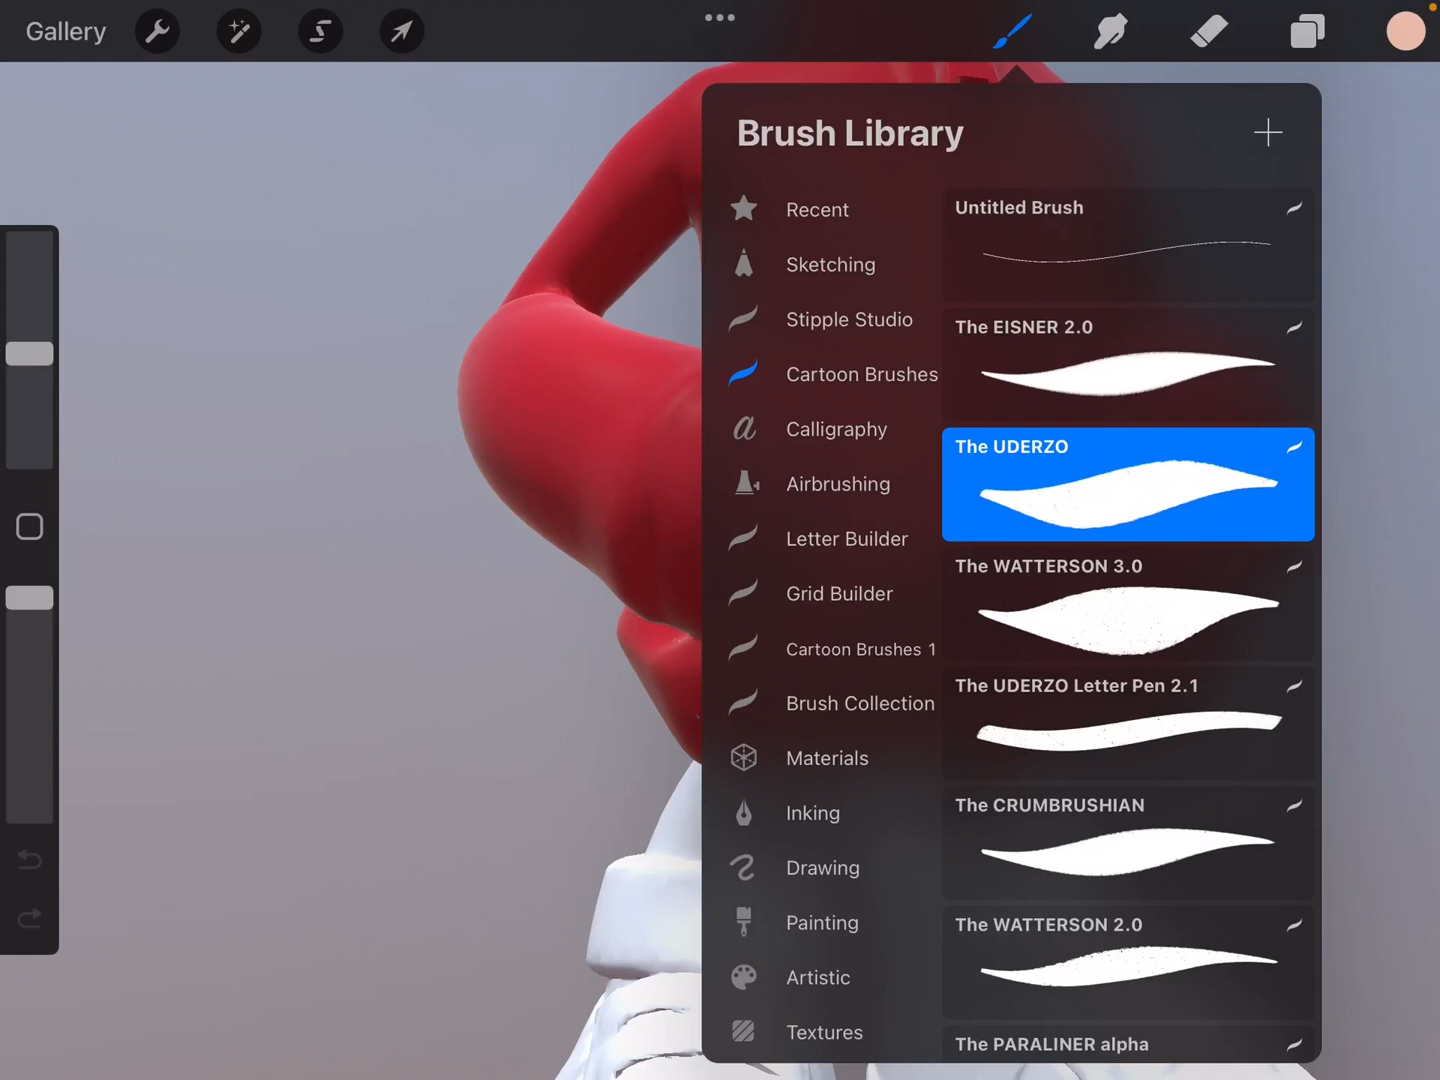 Gallery
Brush Library
Recent
Sketching
Stipple Studio
Cartoon Brushes
Calligraphy
Airbrushing
Letter Builder
Grid Builder
Cartoon Brushes 1
Brush Collection
Materials
Inking
Drawing
Painting
Artistic
Textures
Untitled Brush
The EISNER 2.0
The UDERZO
The WATTERSON 3.0
The UDERZO Letter Pen 2.1
The CRUMBRUSHIAN
The WATTERSON 2.0
The PARALINER alpha